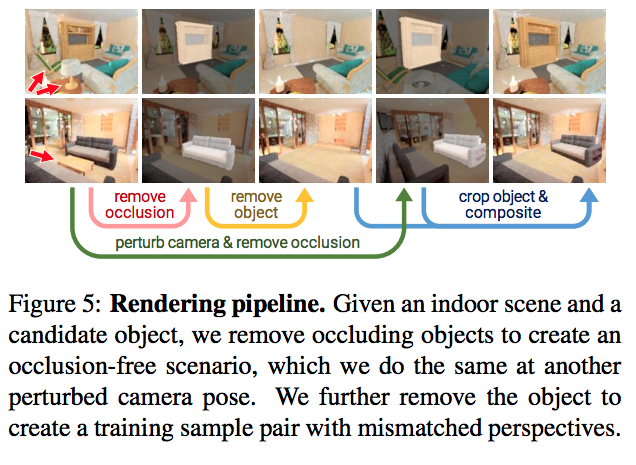 remove
occlusion
remove
object
crop object &
composite
perturb camera & remove occlusion
Figure 5: Rendering pipeline. Given an indoor scene and a
candidate object, we remove occluding objects to create an
occlusion-free scenario, which we do the same at another
perturbed camera pose. We further remove the object to
create a training sample pair with mismatched perspectives.